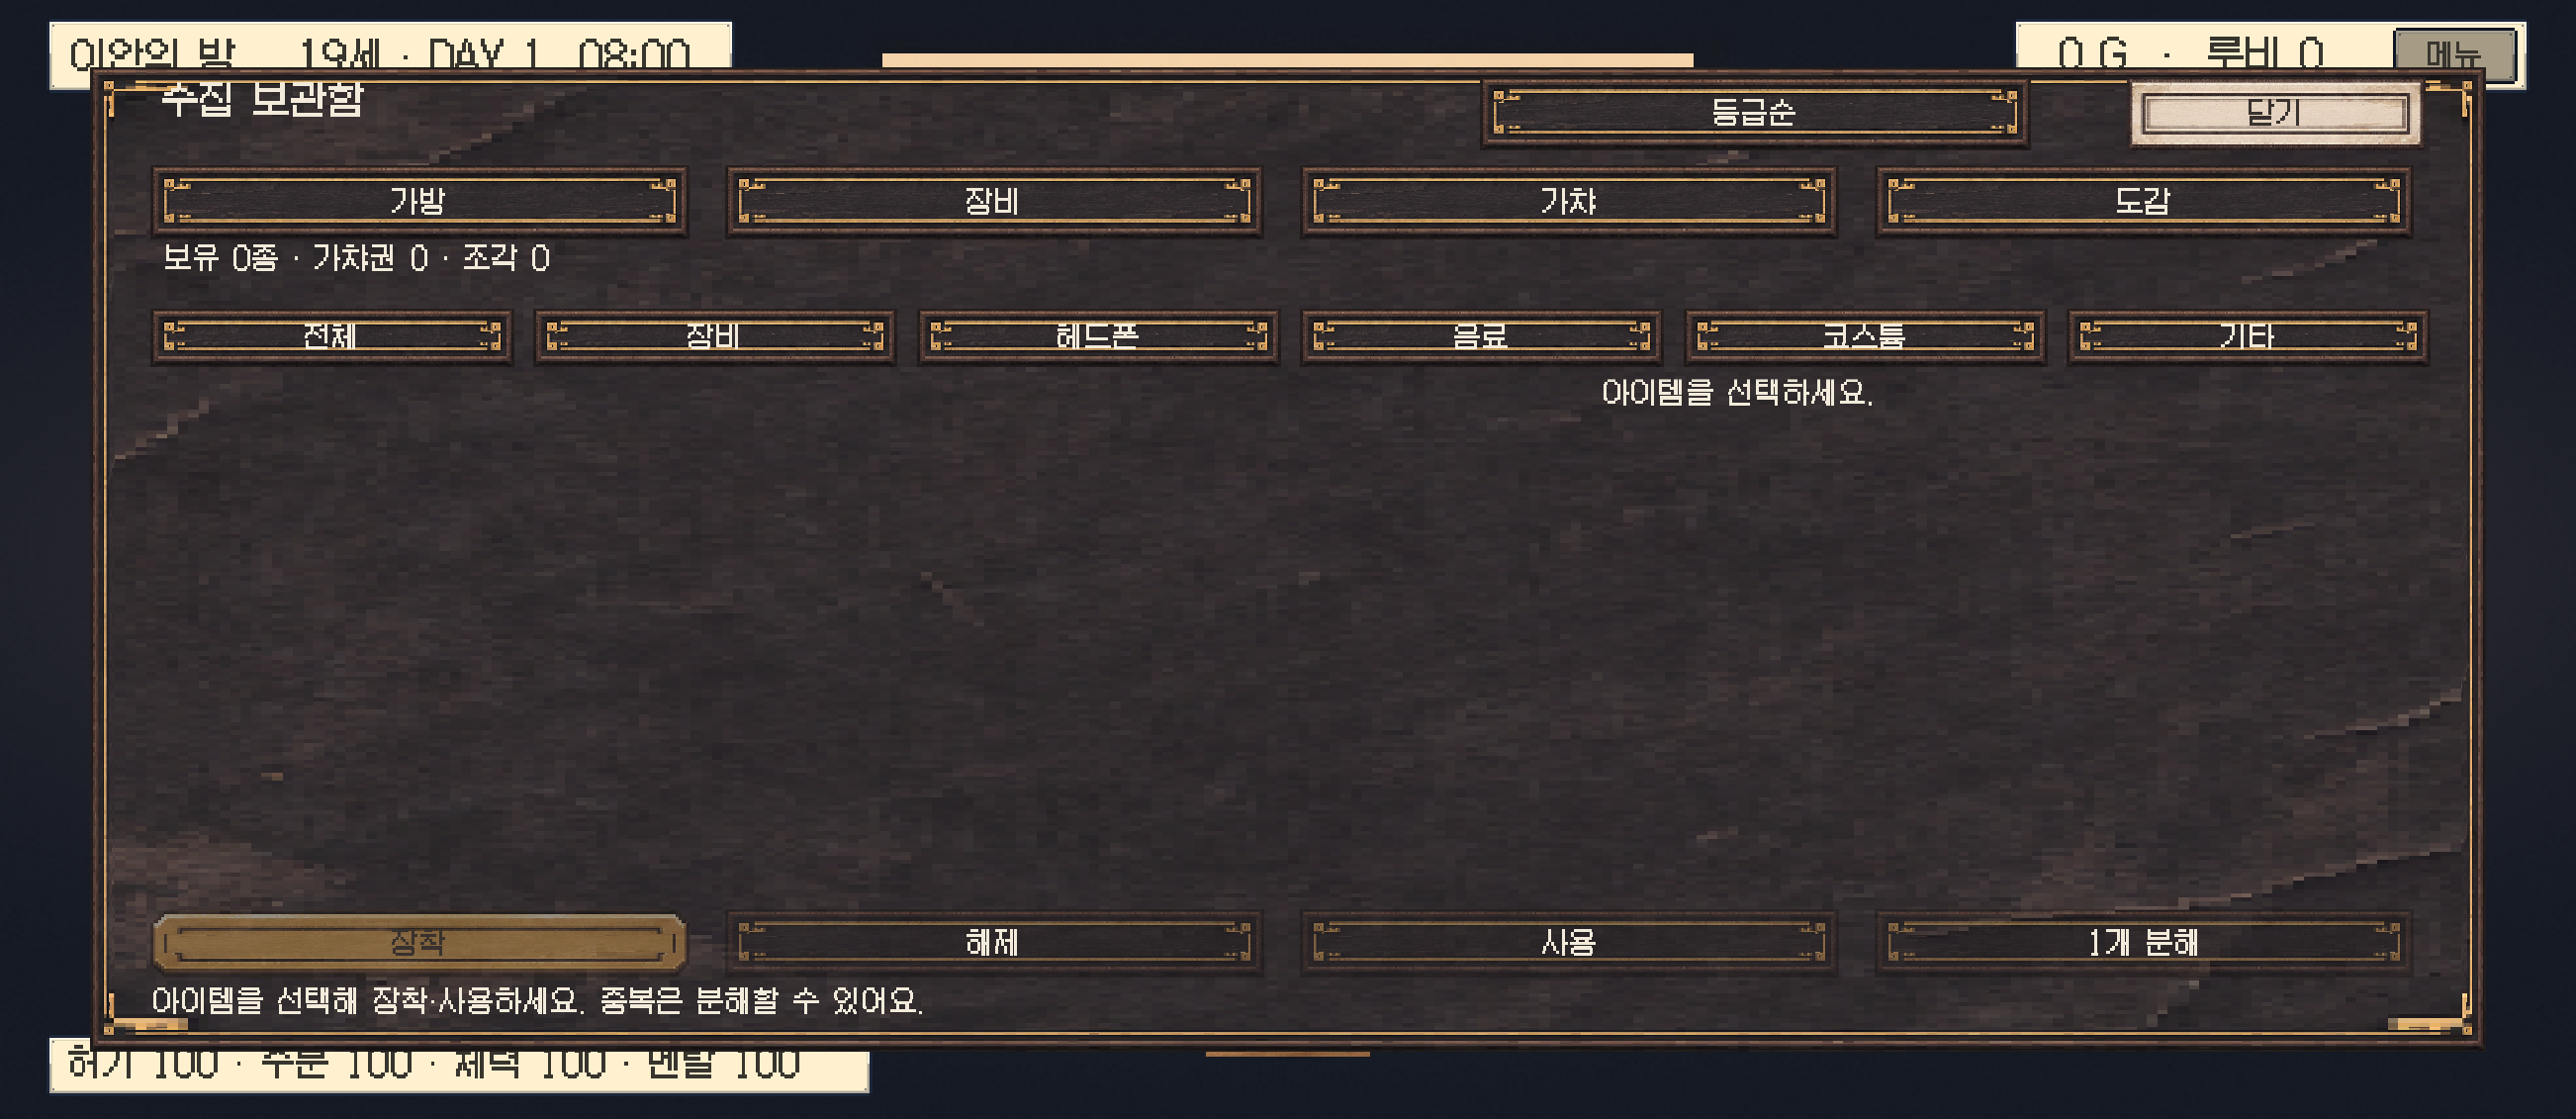 이안의 방 19세 · DAY 1 08:00
0 G · 루비 0 메뉴
수집 보관함 등급순 닫기
가방 장비 가챠 도감
보유 0종 · 가챠권 0 · 조각 0
전체 장비 헤드폰 음료 코스튬 기타
아이템을 선택하세요.
장착 해제 사용 1개 분해
아이템을 선택해 장착·사용하세요. 중복은 분해할 수 있어요.
허기 100 · 수분 100 · 체력 100 · 멘탈 100